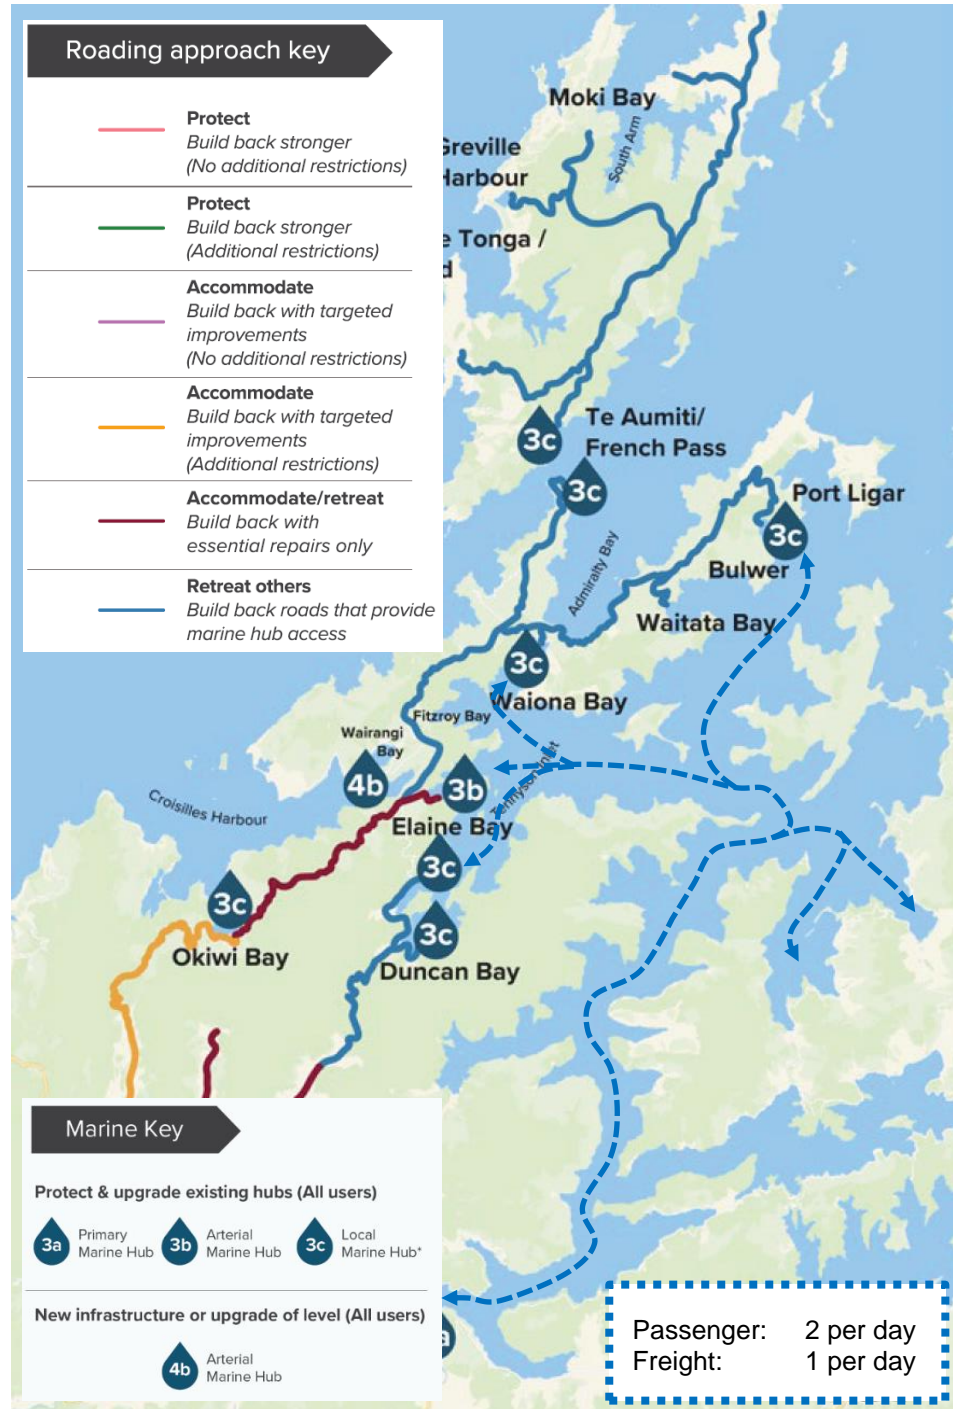 Roading approach key
Protect
Build back stronger
(No additional restrictions)
Protect
Build back stronger
(Additional restrictions)
Accommodate
Build back with targeted
improvements
(No additional restrictions)
Accommodate
Build back with targeted
improvements
(Additional restrictions)
Accommodate/retreat
Build back with
essential repairs only
Retreat others
Build back roads that provide
marine hub access
Moki Bay
South Arm
Greville
Harbour
e Tonga /
d
3c
Te Aumiti/
French Pass
3c
Port Ligar
3c
Bulwer
Admiralty Bay
Waitata Bay
3c
Waiona Bay
Fitzroy Bay
Wairangi
Bay
4b
3b
Tennyson Inlet
Croisilles Harbour
Elaine Bay
3c
3c
Okiwi Bay
3c
Duncan Bay
Marine Key
Protect & upgrade existing hubs (All users)
3a Primary
Marine Hub
3b Arterial
Marine Hub
3c Local
Marine Hub*
New infrastructure or upgrade of level (All users)
4b Arterial
Marine Hub
a
Passenger: 2 per day
Freight: 1 per day